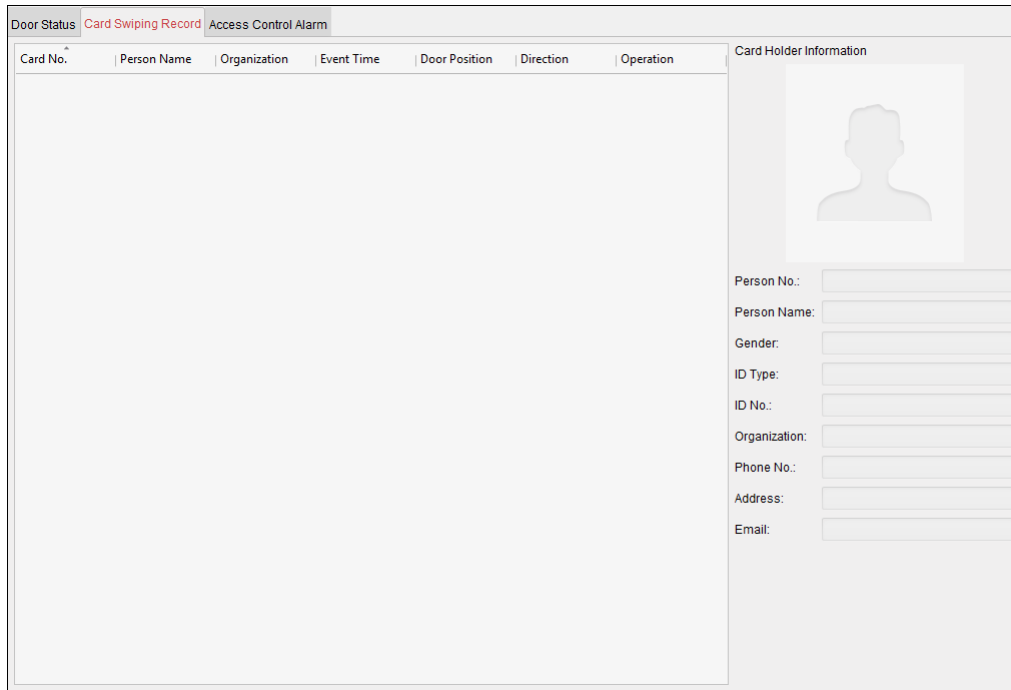 Door Status Card Swiping Record Access Control Alarm
Card No. Person Name Organization Event Time Door Position Direction Operation
Card Holder Information
Person No.:
Person Name:
Gender:
ID Type:
ID No.:
Organization:
Phone No.:
Address:
Email: